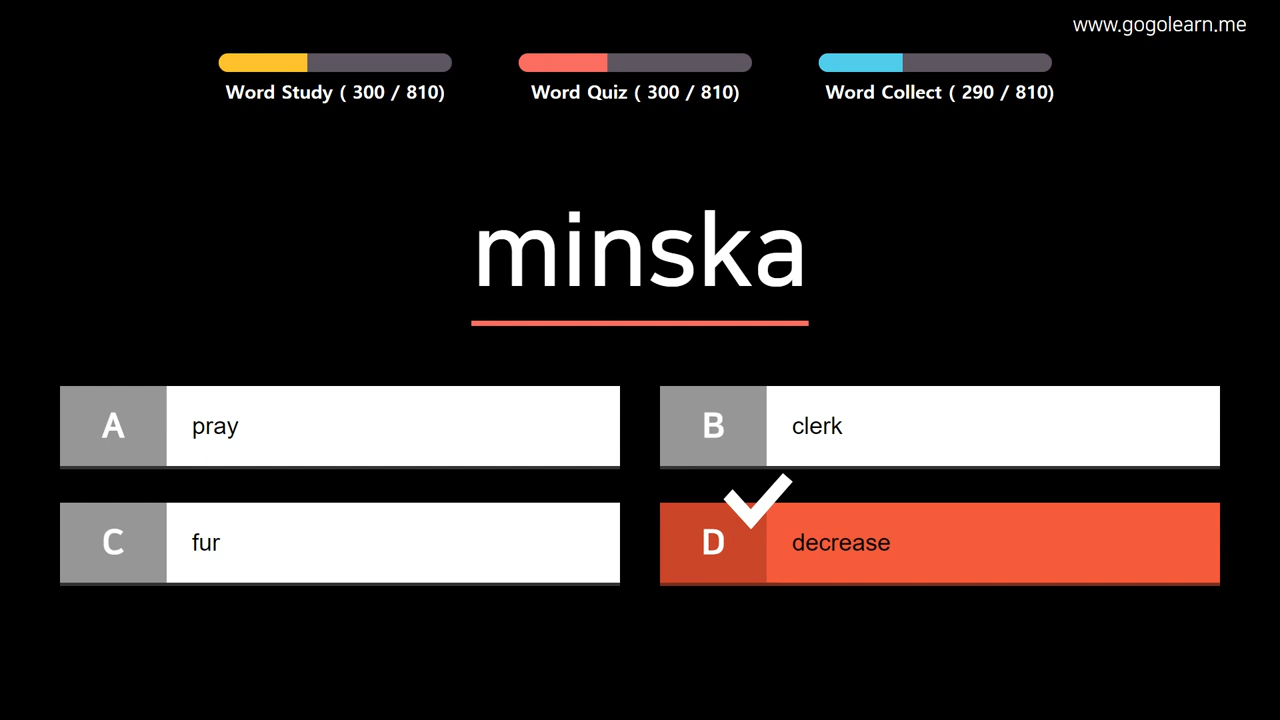 www.gogolearn.me
Word Study ( 300 / 810)
Word Quiz ( 300 / 810)
Word Collect ( 290 / 810)
minska
A pray
B clerk
C fur
D decrease